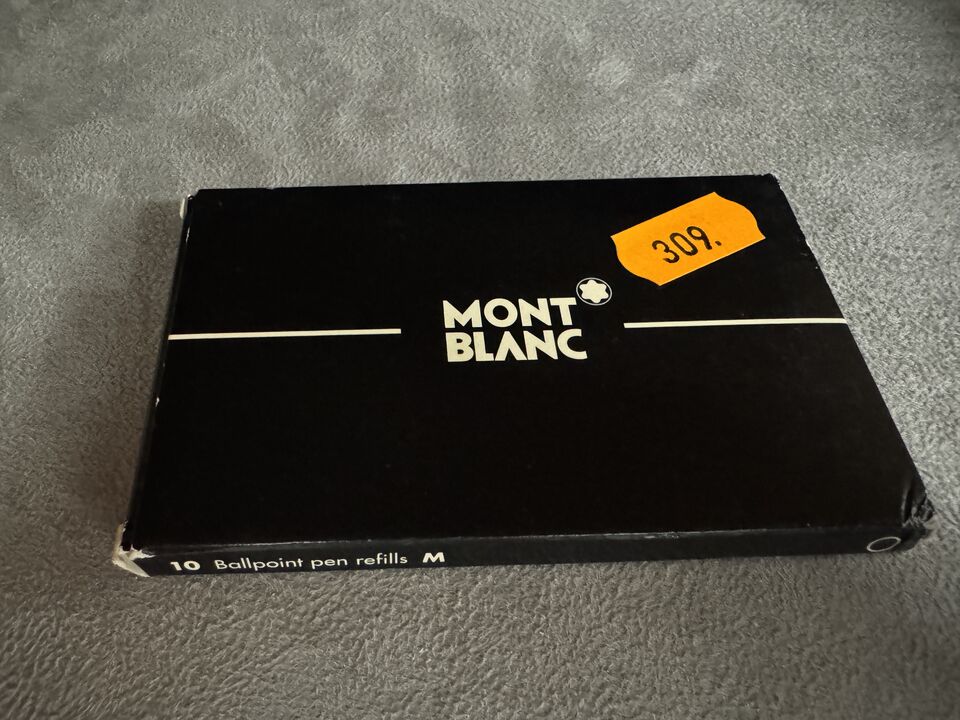 309.
MONT
BLANC
10 Ballpoint pen refills M